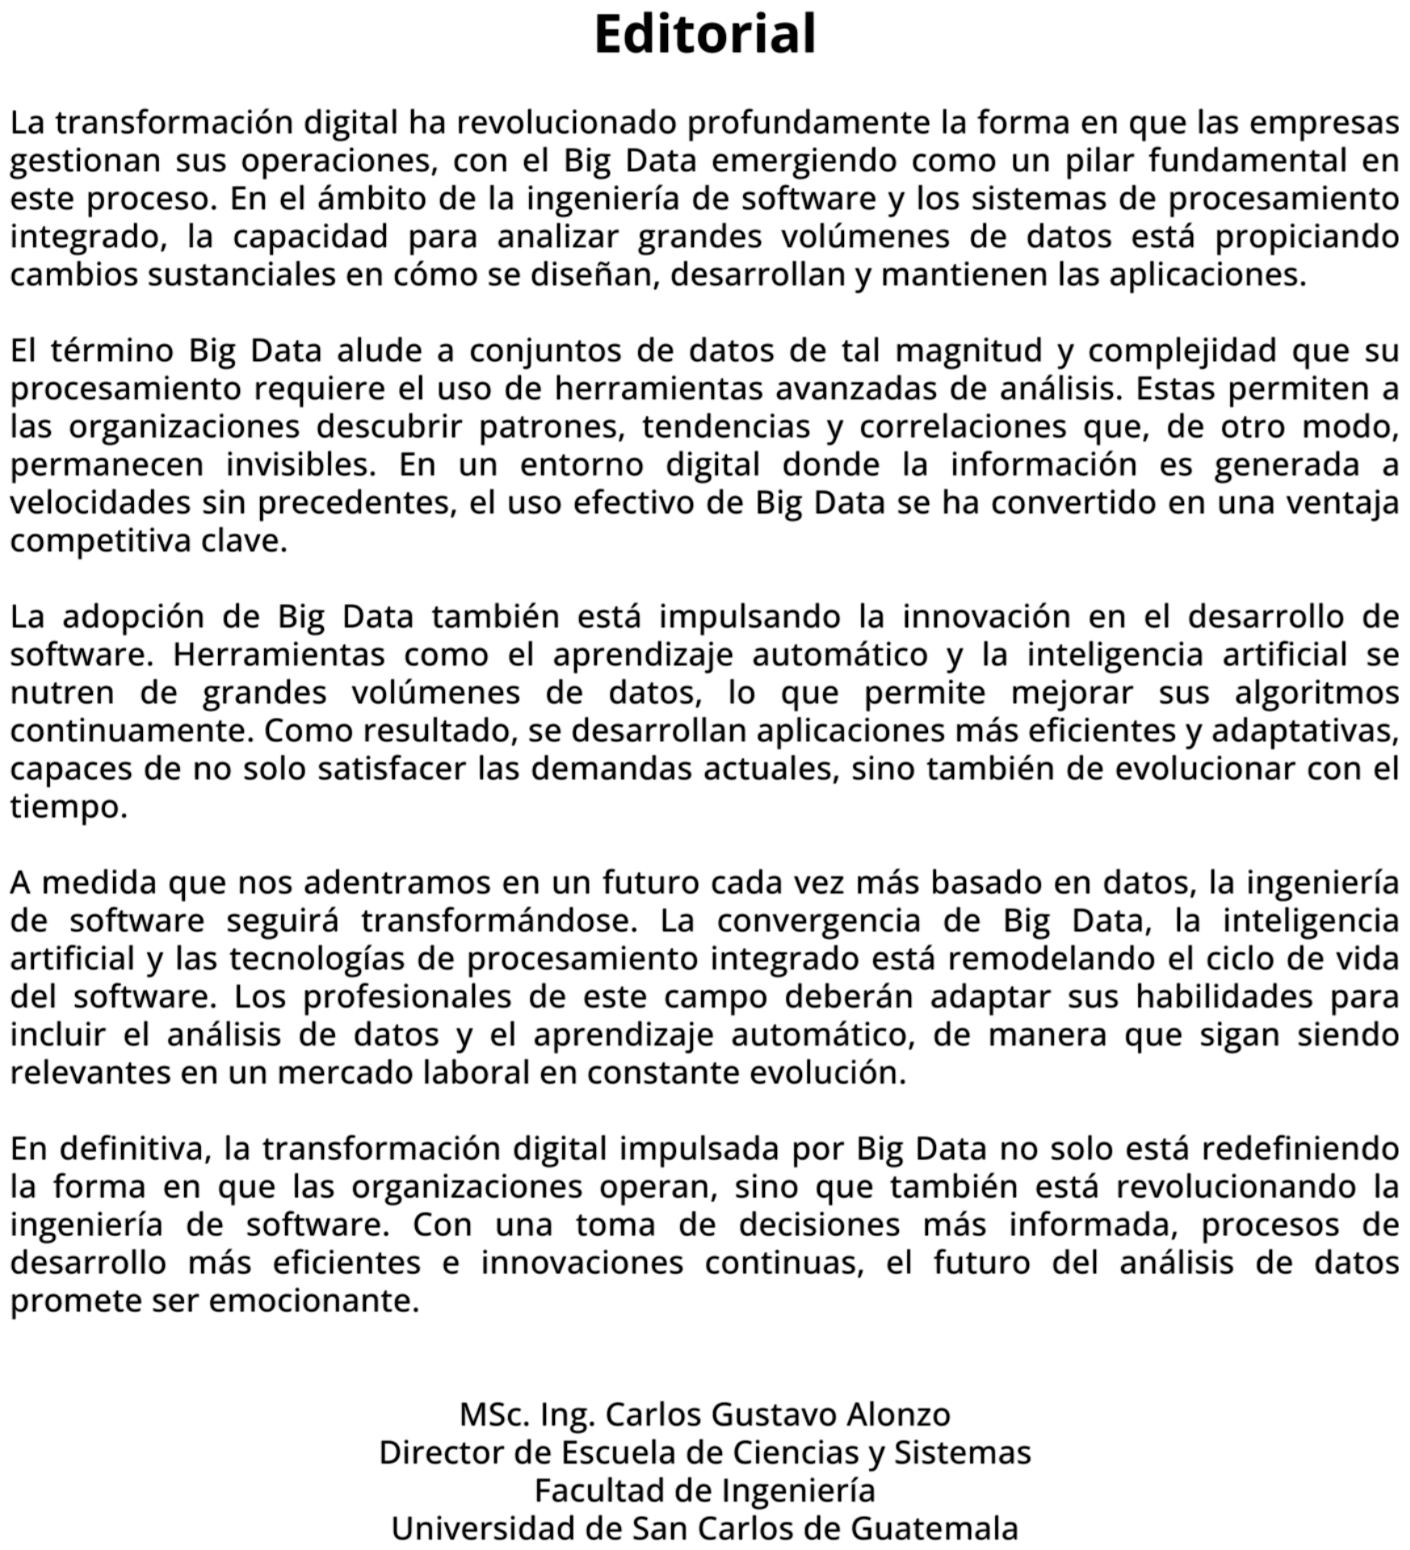 Editorial
La transformación digital ha revolucionado profundamente la forma en que las empresas
gestionan sus operaciones, con el Big Data emergiendo como un pilar fundamental en
este proceso. En el ámbito de la ingeniería de software y los sistemas de procesamiento
integrado, la capacidad para analizar grandes volúmenes de datos está propiciando
cambios sustanciales en cómo se diseñan, desarrollan y mantienen las aplicaciones.
El término Big Data alude a conjuntos de datos de tal magnitud y complejidad que su
procesamiento requiere el uso de herramientas avanzadas de análisis. Estas permiten a
las organizaciones descubrir patrones, tendencias y correlaciones que, de otro modo,
permanecen invisibles. En un entorno digital donde la información es generada a
velocidades sin precedentes, el uso efectivo de Big Data se ha convertido en una ventaja
competitiva clave.
La adopción de Big Data también está impulsando la innovación en el desarrollo de
software. Herramientas como el aprendizaje automático y la inteligencia artificial se
nutren de grandes volúmenes de datos, lo que permite mejorar sus algoritmos
continuamente. Como resultado, se desarrollan aplicaciones más eficientes y adaptativas,
capaces de no solo satisfacer las demandas actuales, sino también de evolucionar con el
tiempo.
A medida que nos adentramos en un futuro cada vez más basado en datos, la ingeniería
de software seguirá transformándose. La convergencia de Big Data, la inteligencia
artificial y las tecnologías de procesamiento integrado está remodelando el ciclo de vida
del software. Los profesionales de este campo deberán adaptar sus habilidades para
incluir el análisis de datos y el aprendizaje automático, de manera que sigan siendo
relevantes en un mercado laboral en constante evolución.
En definitiva, la transformación digital impulsada por Big Data no solo está redefiniendo
la forma en que las organizaciones operan, sino que también está revolucionando la
ingeniería de software. Con una toma de decisiones más informada, procesos de
desarrollo más eficientes e innovaciones continuas, el futuro del análisis de datos
promete ser emocionante.
MSc. Ing. Carlos Gustavo Alonzo
Director de Escuela de Ciencias y Sistemas
Facultad de Ingeniería
Universidad de San Carlos de Guatemala